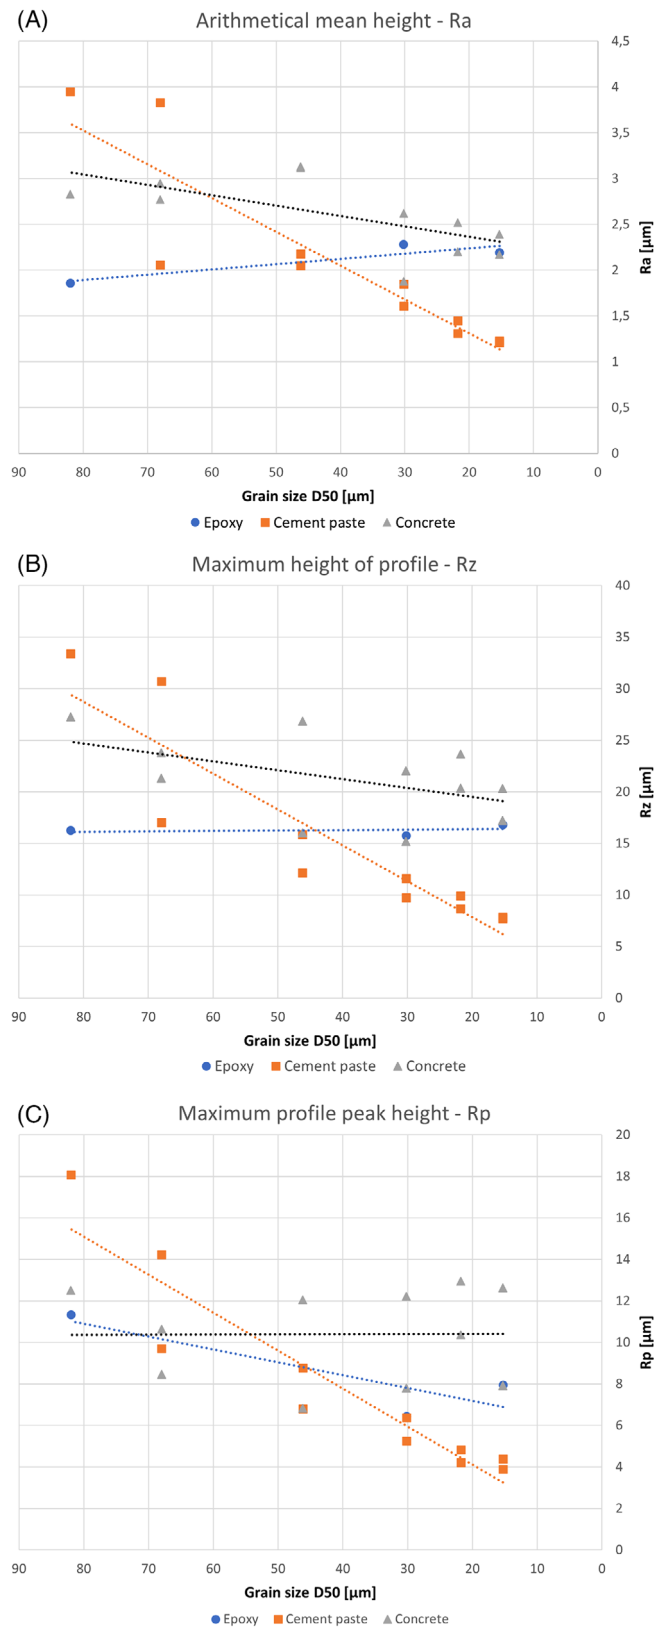 (A)
Arithmetical mean height - Ra
4,5
4
3,5
3
2,5
2
1,5
1
0,5
0
Ra [µm]
90 80 70 60 50 40 30 20 10 0
Grain size D50 [µm]
Epoxy Cement paste Concrete
(B)
Maximum height of profile - Rz
40
35
30
25
20
15
10
5
0
Rz [µm]
90 80 70 60 50 40 30 20 10 0
Grain size D50 [µm]
Epoxy Cement paste Concrete
(C)
Maximum profile peak height - Rp
20
18
16
14
12
10
8
6
4
2
0
Rp [µm]
90 80 70 60 50 40 30 20 10 0
Grain size D50 [µm]
Epoxy Cement paste Concrete